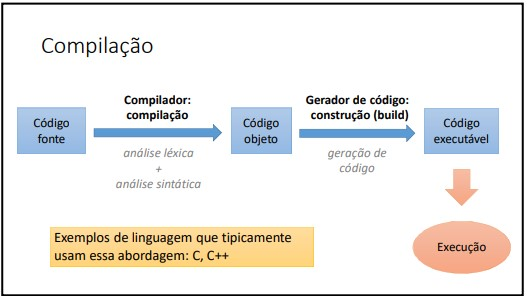 Compilação
Código
fonte
Compilador:
compilação
análise léxica
+
análise sintática
Código
objeto
Gerador de código:
construção (build)
geração de
código
Código
executável
Exemplos de linguagem que tipicamente
usam essa abordagem: C, C++
Execução